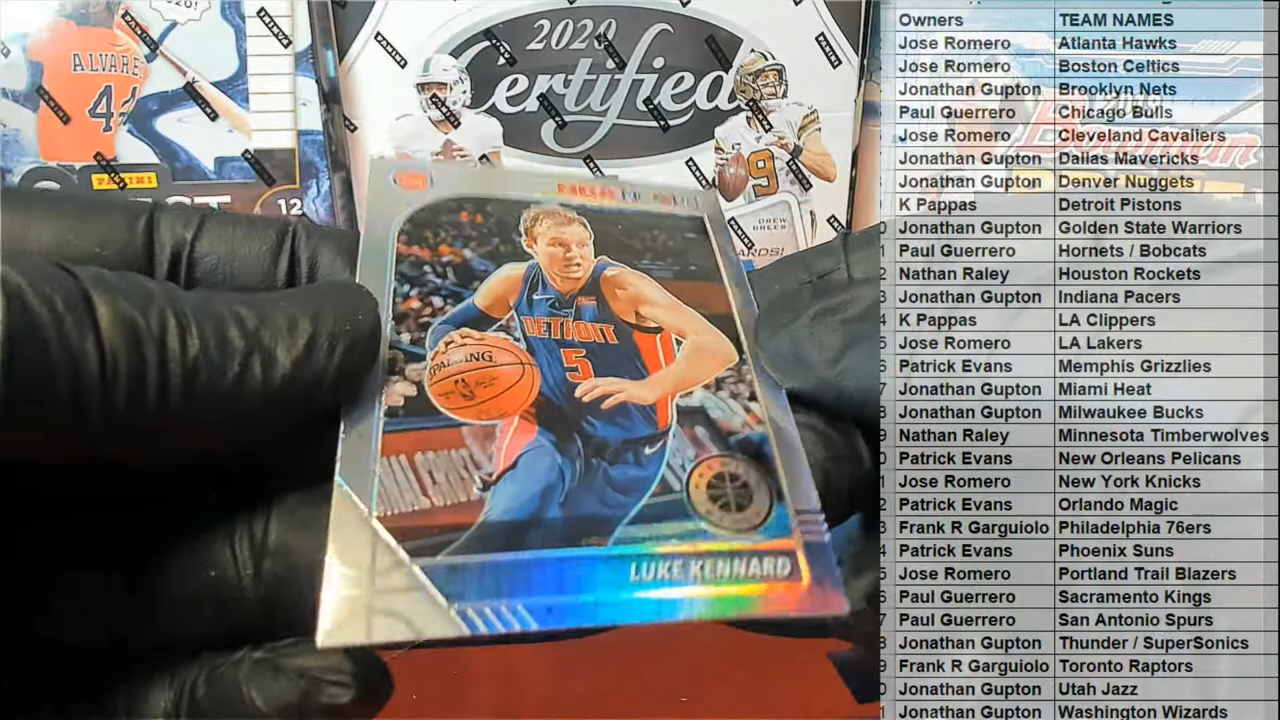 ALVAREZ
44
PANINI
12
2020
Certified
PANINI
9
DREW
BREES
SPALDING
DETROIT
5
LUKE KENNARD
Owners TEAM NAMES
Jose Romero Atlanta Hawks
Jose Romero Boston Celtics
Jonathan Gupton Brooklyn Nets
Paul Guerrero Chicago Bulls
Jose Romero Cleveland Cavaliers
Jonathan Gupton Dallas Mavericks
Jonathan Gupton Denver Nuggets
K Pappas Detroit Pistons
Jonathan Gupton Golden State Warriors
Paul Guerrero Hornets / Bobcats
Nathan Raley Houston Rockets
Jonathan Gupton Indiana Pacers
K Pappas LA Clippers
Jose Romero LA Lakers
Patrick Evans Memphis Grizzlies
Jonathan Gupton Miami Heat
Jonathan Gupton Milwaukee Bucks
Nathan Raley Minnesota Timberwolves
Patrick Evans New Orleans Pelicans
Jose Romero New York Knicks
Patrick Evans Orlando Magic
Frank R Garguiolo Philadelphia 76ers
Patrick Evans Phoenix Suns
Jose Romero Portland Trail Blazers
Paul Guerrero Sacramento Kings
Paul Guerrero San Antonio Spurs
Jonathan Gupton Thunder / SuperSonics
Frank R Garguiolo Toronto Raptors
Jonathan Gupton Utah Jazz
Jonathan Gupton Washington Wizards